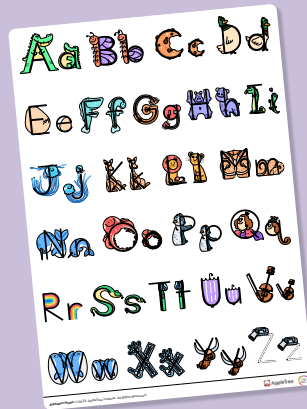 Aa Bb Cc Dd
Ee Ff Gg Hh Ii
Jj Kk Ll Mm
Nn Oo Pp Qq
Rr Ss Tt Uu Vv
Ww Xx Yy Zz
AppleTree